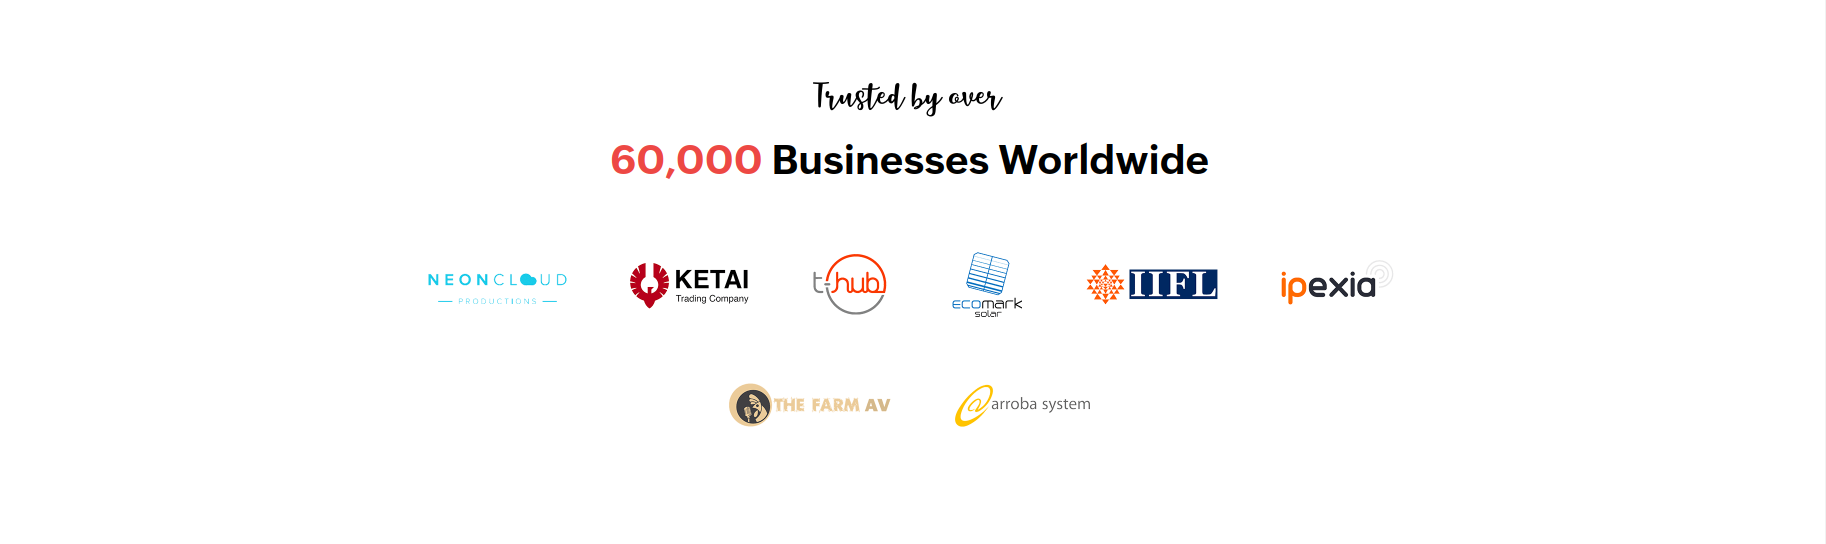 Trusted by over
60,000 Businesses Worldwide
NEONCLOUD
PRODUCTIONS
KETAI
Trading Company
t-hub
ecomark
solar
IIFL
ipexia
THE FARM AV
@ arroba system